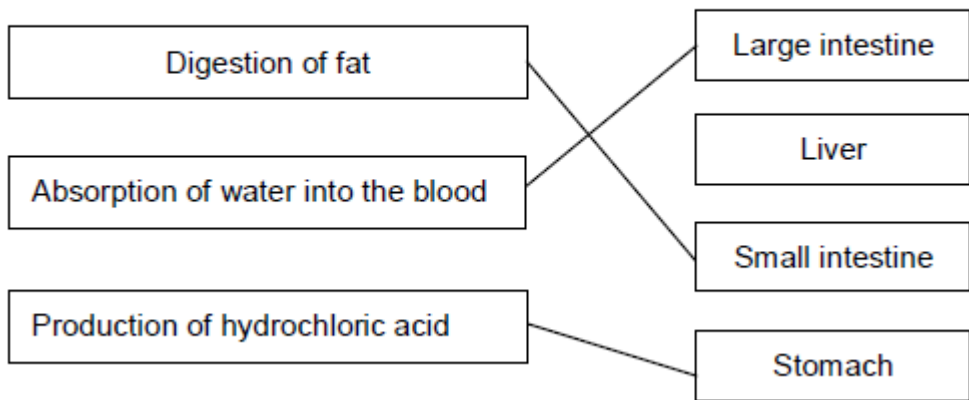 Digestion of fat
Absorption of water into the blood
Production of hydrochloric acid
Large intestine
Liver
Small intestine
Stomach